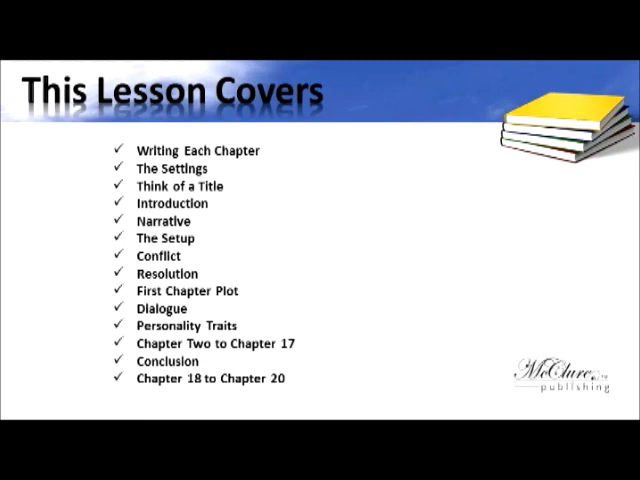 This Lesson Covers
✓ Writing Each Chapter
✓ The Settings
✓ Think of a Title
✓ Introduction
✓ Narrative
✓ The Setup
✓ Conflict
✓ Resolution
✓ First Chapter Plot
✓ Dialogue
✓ Personality Traits
✓ Chapter Two to Chapter 17
✓ Conclusion
✓ Chapter 18 to Chapter 20
McClure
publishing